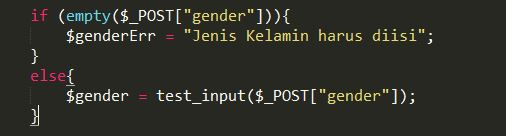 if (empty($_POST["gender"])){
$genderErr = "Jenis Kelamin harus diisi";
}
else{
$gender = test_input($_POST["gender"]);
}